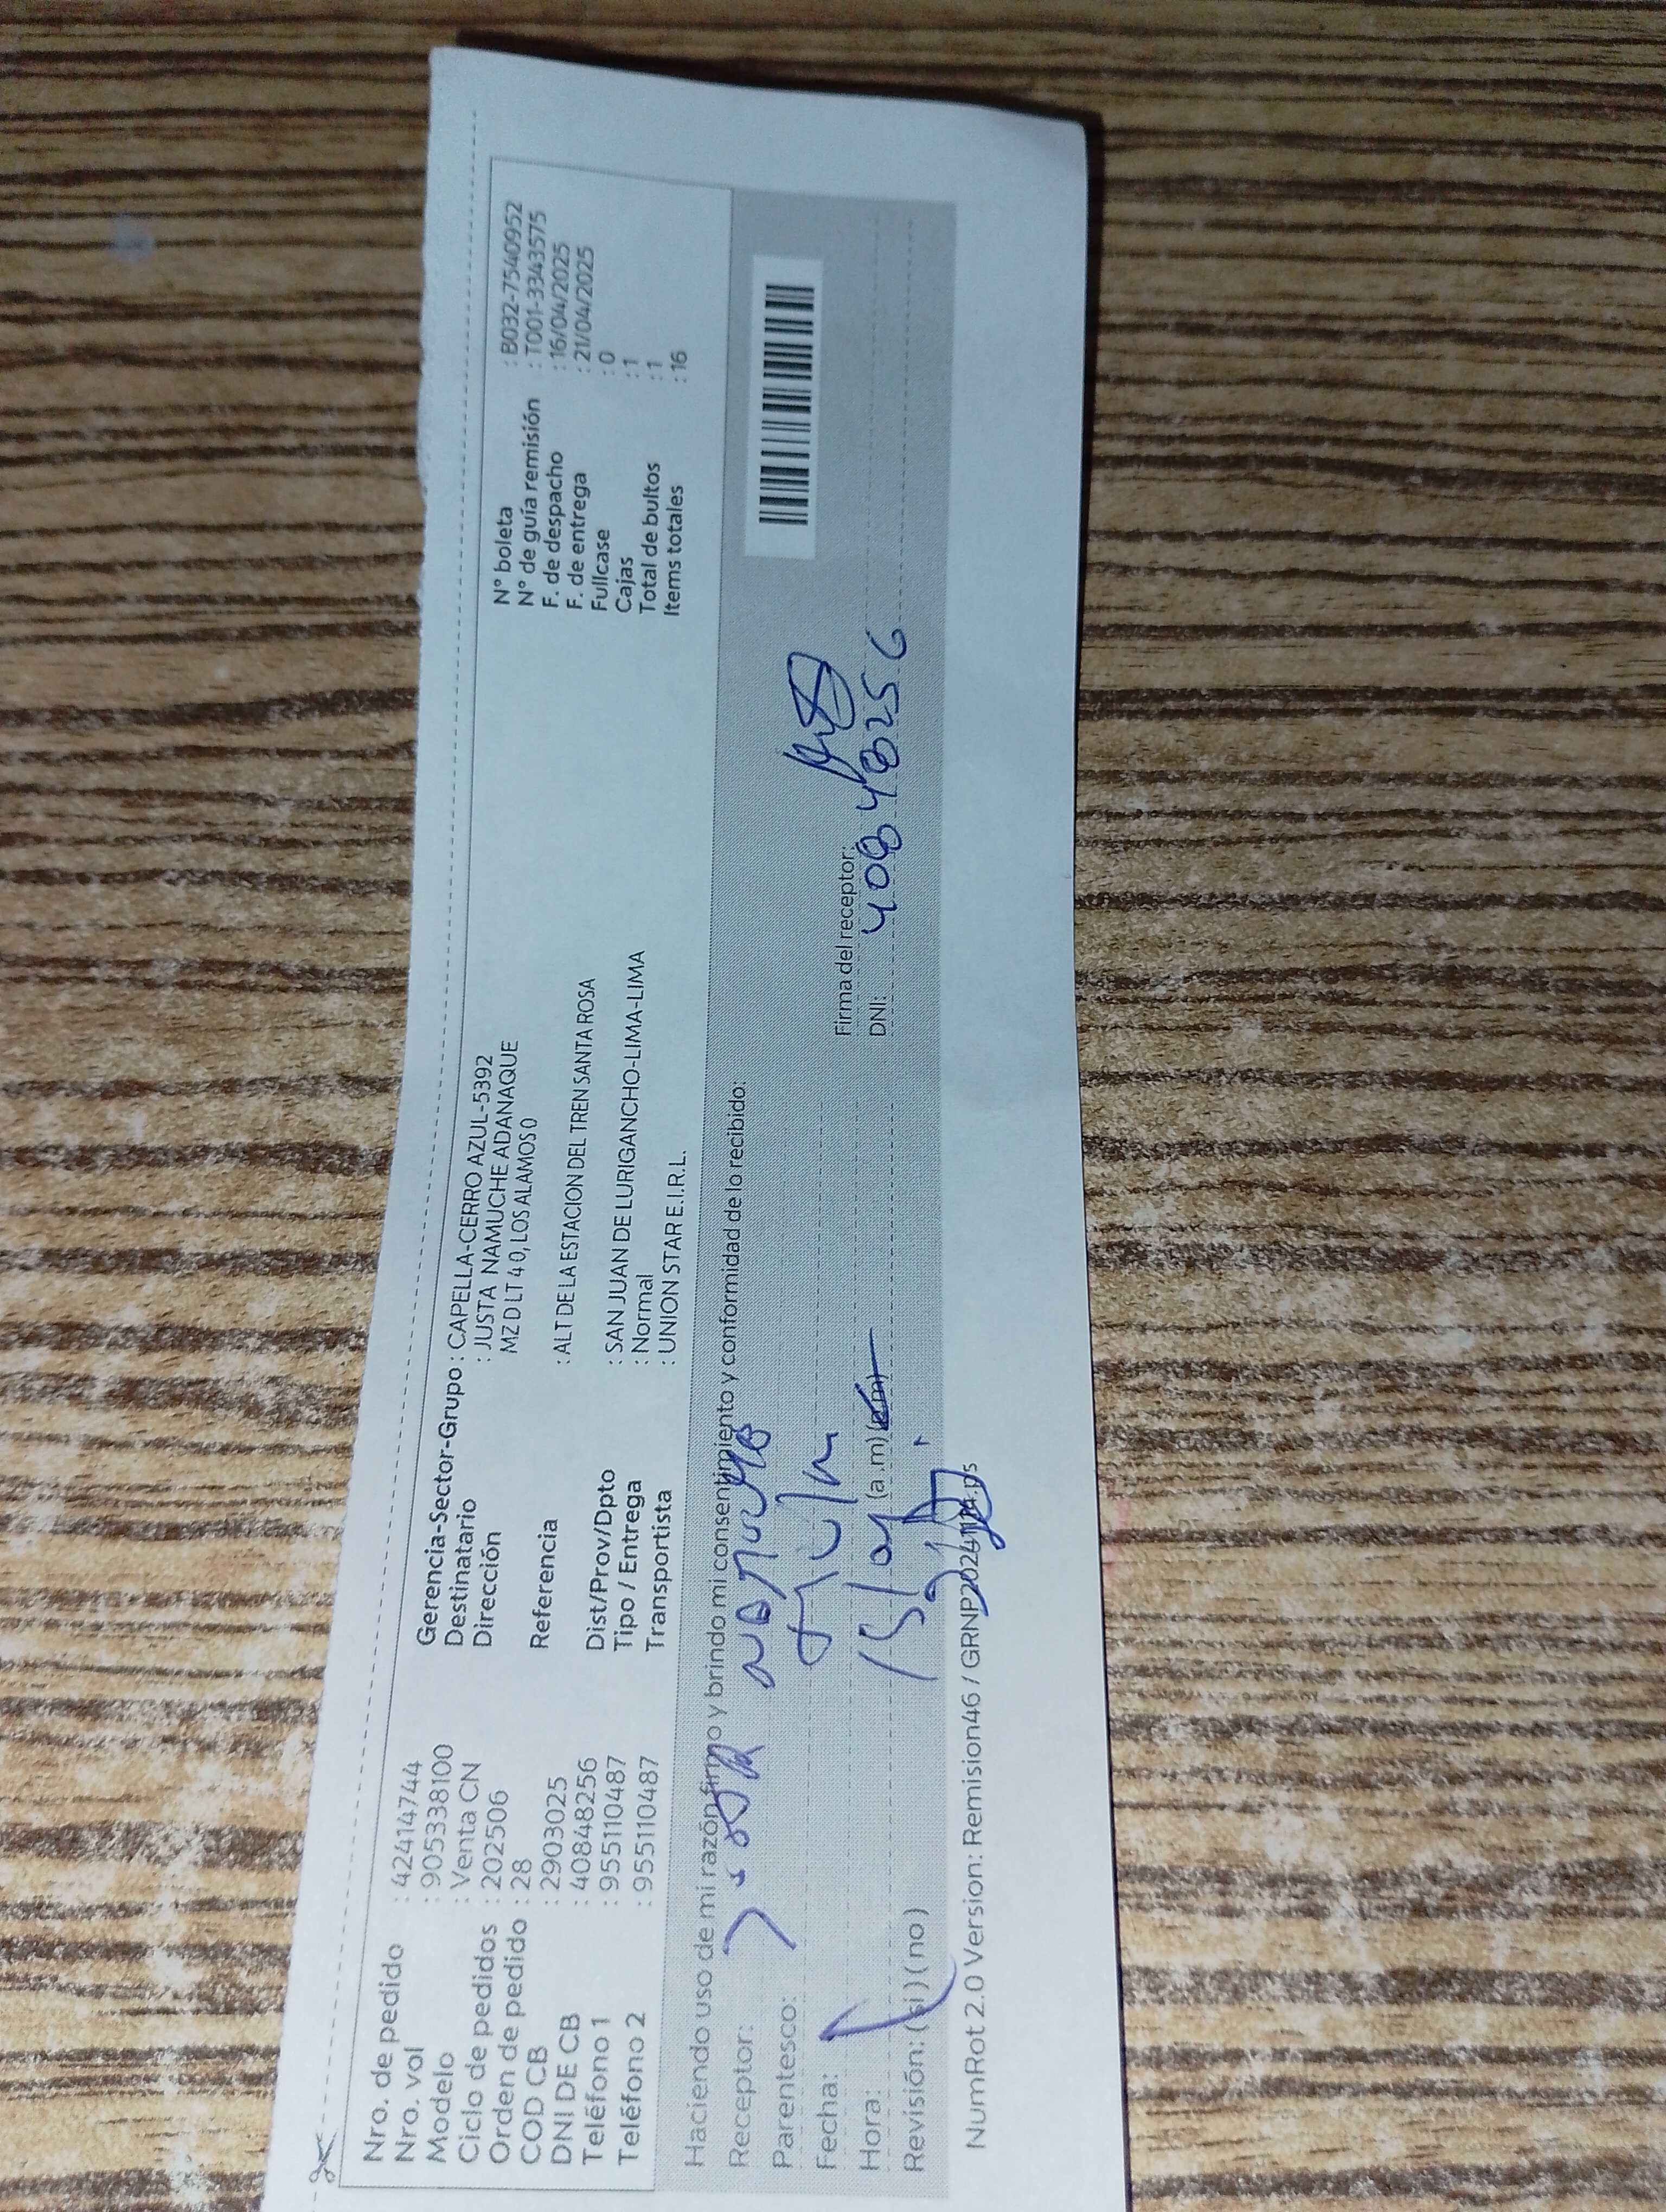 Nro. de pedido : 424147744
Nro. vol : 9053338100
Modelo : Venta CN
Ciclo de pedidos : 202506
Orden de pedido : 28
COD CB : 2903025
DNI DE CB : 40848256
Teléfono 1 : 955110487
Teléfono 2 : 955110487
Gerencia-Sector-Grupo : CAPELLA-CERRO AZUL-5392
Destinatario : JUSTA NAMUCHE ADANAQUE
Dirección MZ D LT 4 0, LOS ALAMOS 0
Referencia : ALT DE LA ESTACION DEL TREN SANTA ROSA
Dist/Prov/Dpto : SAN JUAN DE LURIGANCHO-LIMA-LIMA
Tipo / Entrega : Normal
Transportista : UNION STAR E.I.R.L.
N° boleta : B032-7540952
N° de guía remisión : T001-3343575
F. de despacho : 16/04/2025
F. de entrega : 21/04/2025
Fullcase : 0
Cajas : 1
Total de bultos : 1
Items totales : 16
Haciendo uso de mi razón firmo y brindo mi consentimiento y conformidad de lo recibido:
Receptor:
Parentesco:
Fecha:
Hora: (a.m) (p.m)
Revisión: (si) (no)
Firma del receptor:
DNI: 40848256
NumRot 2.0 Version: Remision46 / GRNP2024